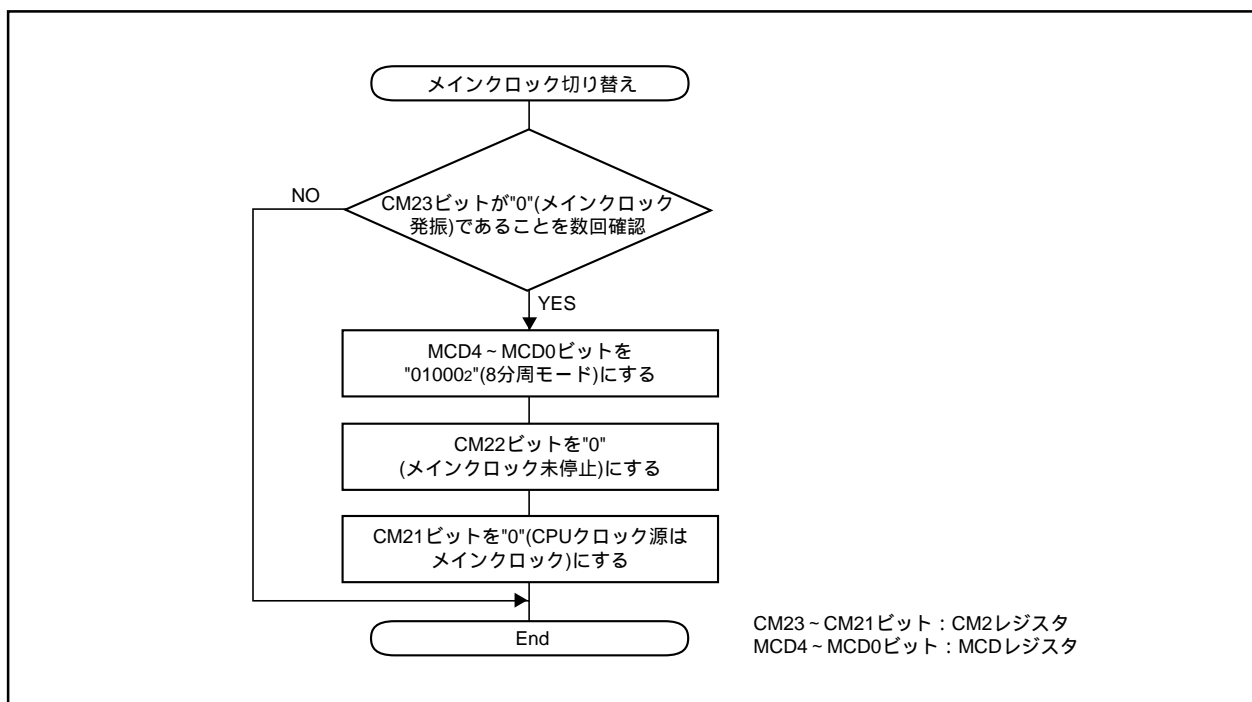 メインクロック切り替え
NO
CM23ビットが"0"(メインクロック
発振)であることを数回確認
YES
MCD4~MCD0ビットを
"01000₂"(8分周モード)にする
CM22ビットを"0"
(メインクロック未停止)にする
CM21ビットを"0"(CPUクロック源は
メインクロック)にする
End
CM23~CM21ビット:CM2レジスタ
MCD4~MCD0ビット:MCDレジスタ